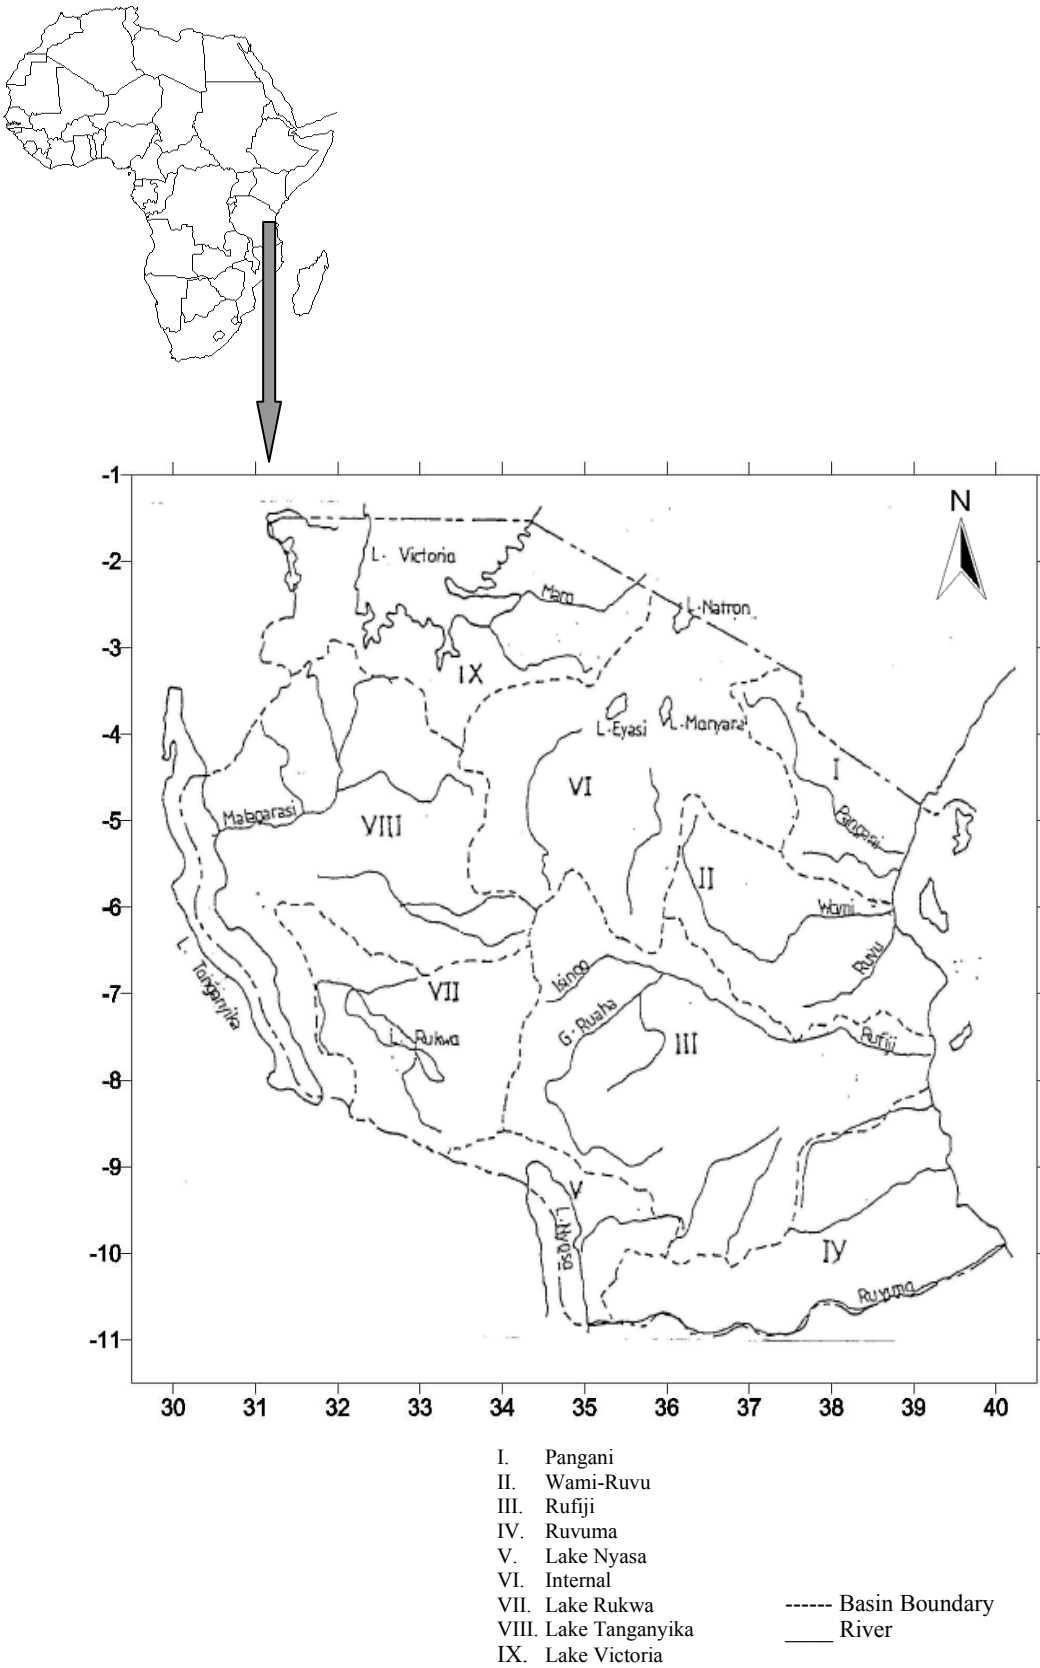 N
-1
-2
-3
-4
-5
-6
-7
-8
-9
-10
-11
L. Victoria
Mara
L. Natron
IX
L. Eyasi
L. Manyara
VI
I
Pangani
Malagarasi
VIII
II
Wami
Ruvu
L. Tanganyika
VII
L. Rukwa
Isinga
G. Ruaha
III
Rufiji
V
L. Nyasa
IV
Ruvuma
30 31 32 33 34 35 36 37 38 39 40
I. Pangani
II. Wami-Ruvu
III. Rufiji
IV. Ruvuma
V. Lake Nyasa
VI. Internal
VII. Lake Rukwa
VIII. Lake Tanganyika
IX. Lake Victoria
Basin Boundary
River